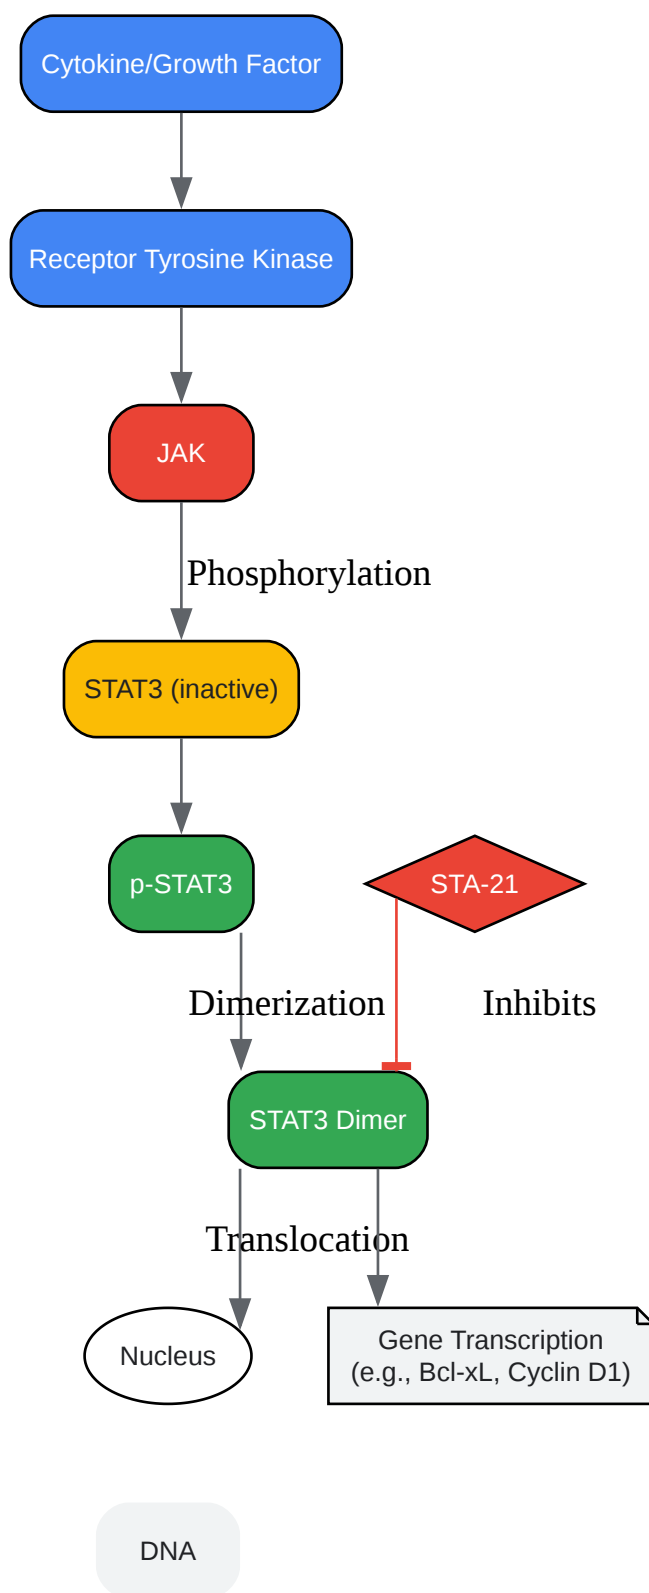 Cytokine/Growth Factor
Receptor Tyrosine Kinase
JAK
Phosphorylation
STAT3 (inactive)
p-STAT3
STA-21
Dimerization
Inhibits
STAT3 Dimer
Translocation
Nucleus
Gene Transcription
(e.g., Bcl-xL, Cyclin D1)
DNA